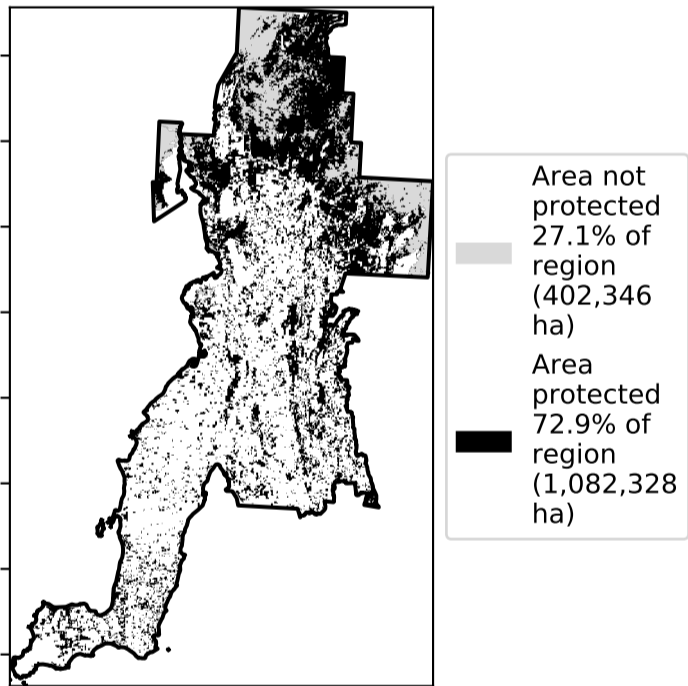 Area not
protected
27.1% of
region
(402,346
ha)
Area
protected
72.9% of
region
(1,082,328
ha)